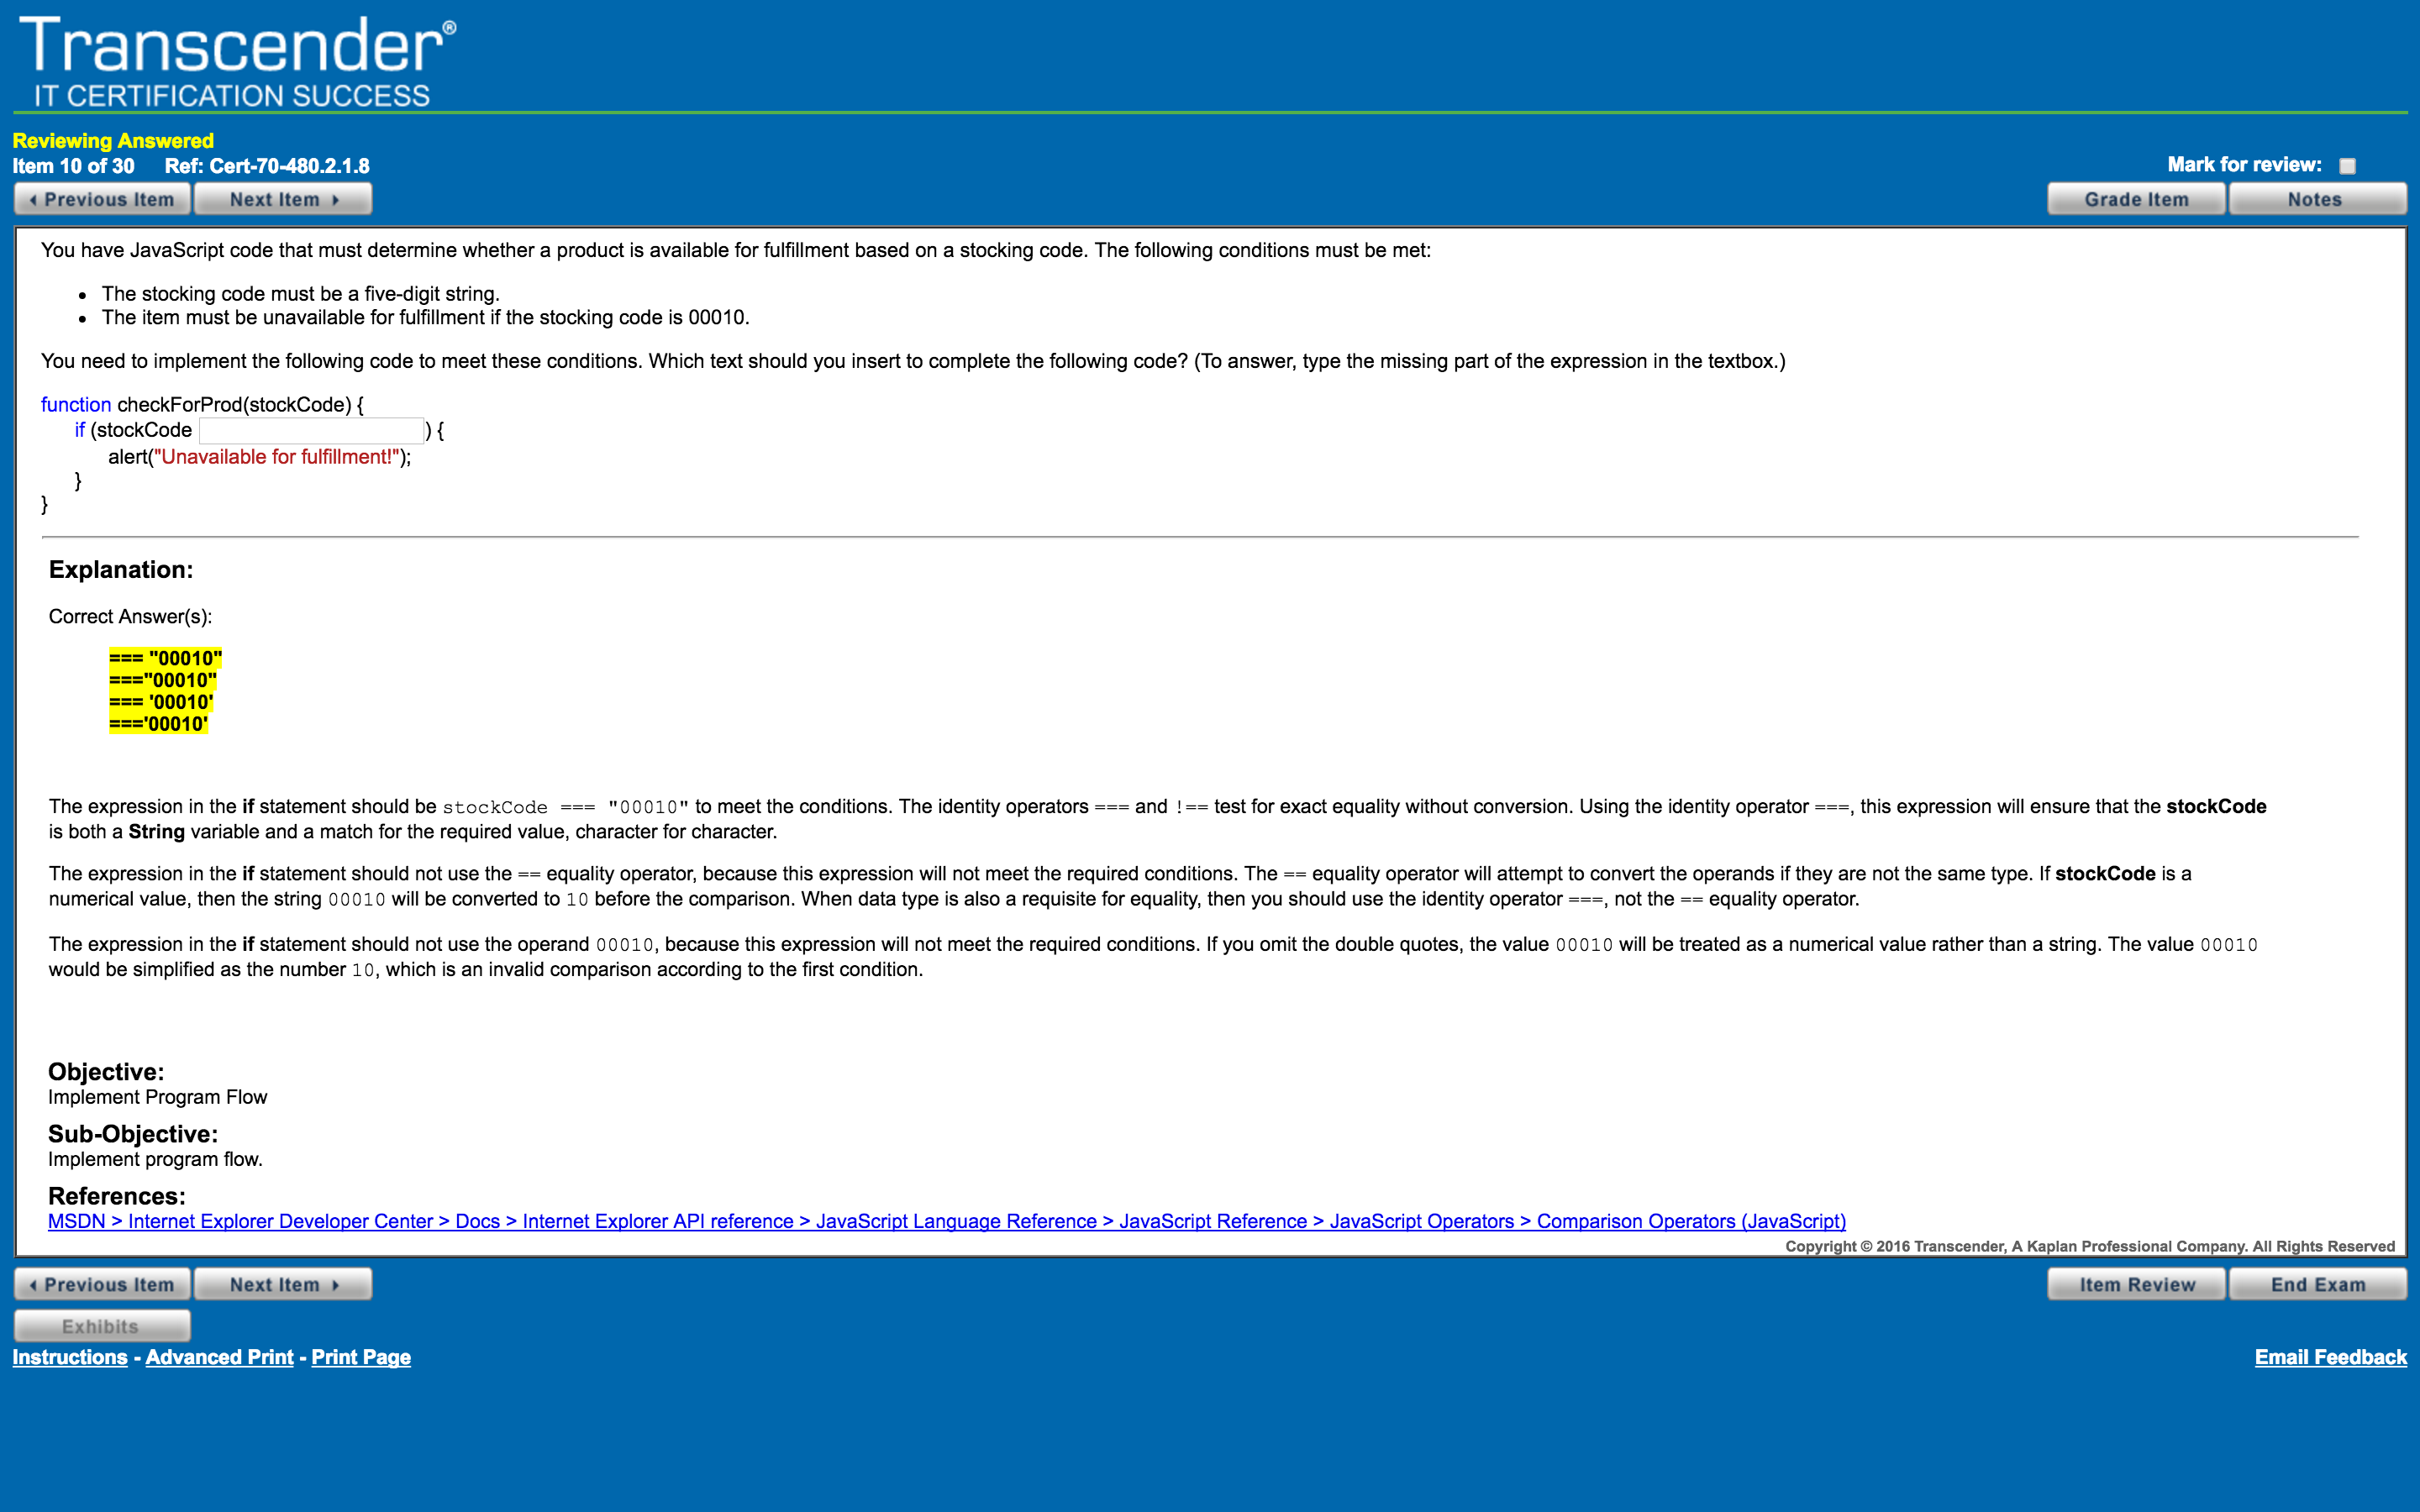 Transcender®
IT CERTIFICATION SUCCESS
Reviewing Answered
Item 10 of 30 Ref: Cert-70-480.2.1.8
Mark for review:
Previous Item Next Item Grade Item Notes
You have JavaScript code that must determine whether a product is available for fulfillment based on a stocking code. The following conditions must be met:
• The stocking code must be a five-digit string.
• The item must be unavailable for fulfillment if the stocking code is 00010.
You need to implement the following code to meet these conditions. Which text should you insert to complete the following code? (To answer, type the missing part of the expression in the textbox.)
function checkForProd(stockCode) {
if (stockCode ) {
alert("Unavailable for fulfillment!");
}
}
Explanation:
Correct Answer(s):
=== "00010"
==="00010"
=== '00010'
==='00010'
The expression in the if statement should be stockCode === "00010" to meet the conditions. The identity operators === and !== test for exact equality without conversion. Using the identity operator ===, this expression will ensure that the stockCode
is both a String variable and a match for the required value, character for character.
The expression in the if statement should not use the == equality operator, because this expression will not meet the required conditions. The == equality operator will attempt to convert the operands if they are not the same type. If stockCode is a
numerical value, then the string 00010 will be converted to 10 before the comparison. When data type is also a requisite for equality, then you should use the identity operator ===, not the == equality operator.
The expression in the if statement should not use the operand 00010, because this expression will not meet the required conditions. If you omit the double quotes, the value 00010 will be treated as a numerical value rather than a string. The value 00010
would be simplified as the number 10, which is an invalid comparison according to the first condition.
Objective:
Implement Program Flow
Sub-Objective:
Implement program flow.
References:
MSDN > Internet Explorer Developer Center > Docs > Internet Explorer API reference > JavaScript Language Reference > JavaScript Reference > JavaScript Operators > Comparison Operators (JavaScript)
Copyright © 2016 Transcender, A Kaplan Professional Company. All Rights Reserved
Previous Item Next Item Item Review End Exam
Exhibits
Instructions - Advanced Print - Print Page Email Feedback